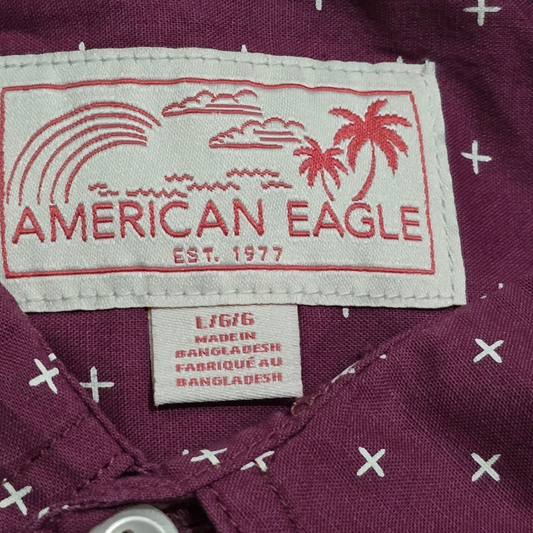 AMERICAN EAGLE
EST. 1977
L/G/G
MADE IN
BANGLADESH
FABRIQUÉ AU
BANGLADESH